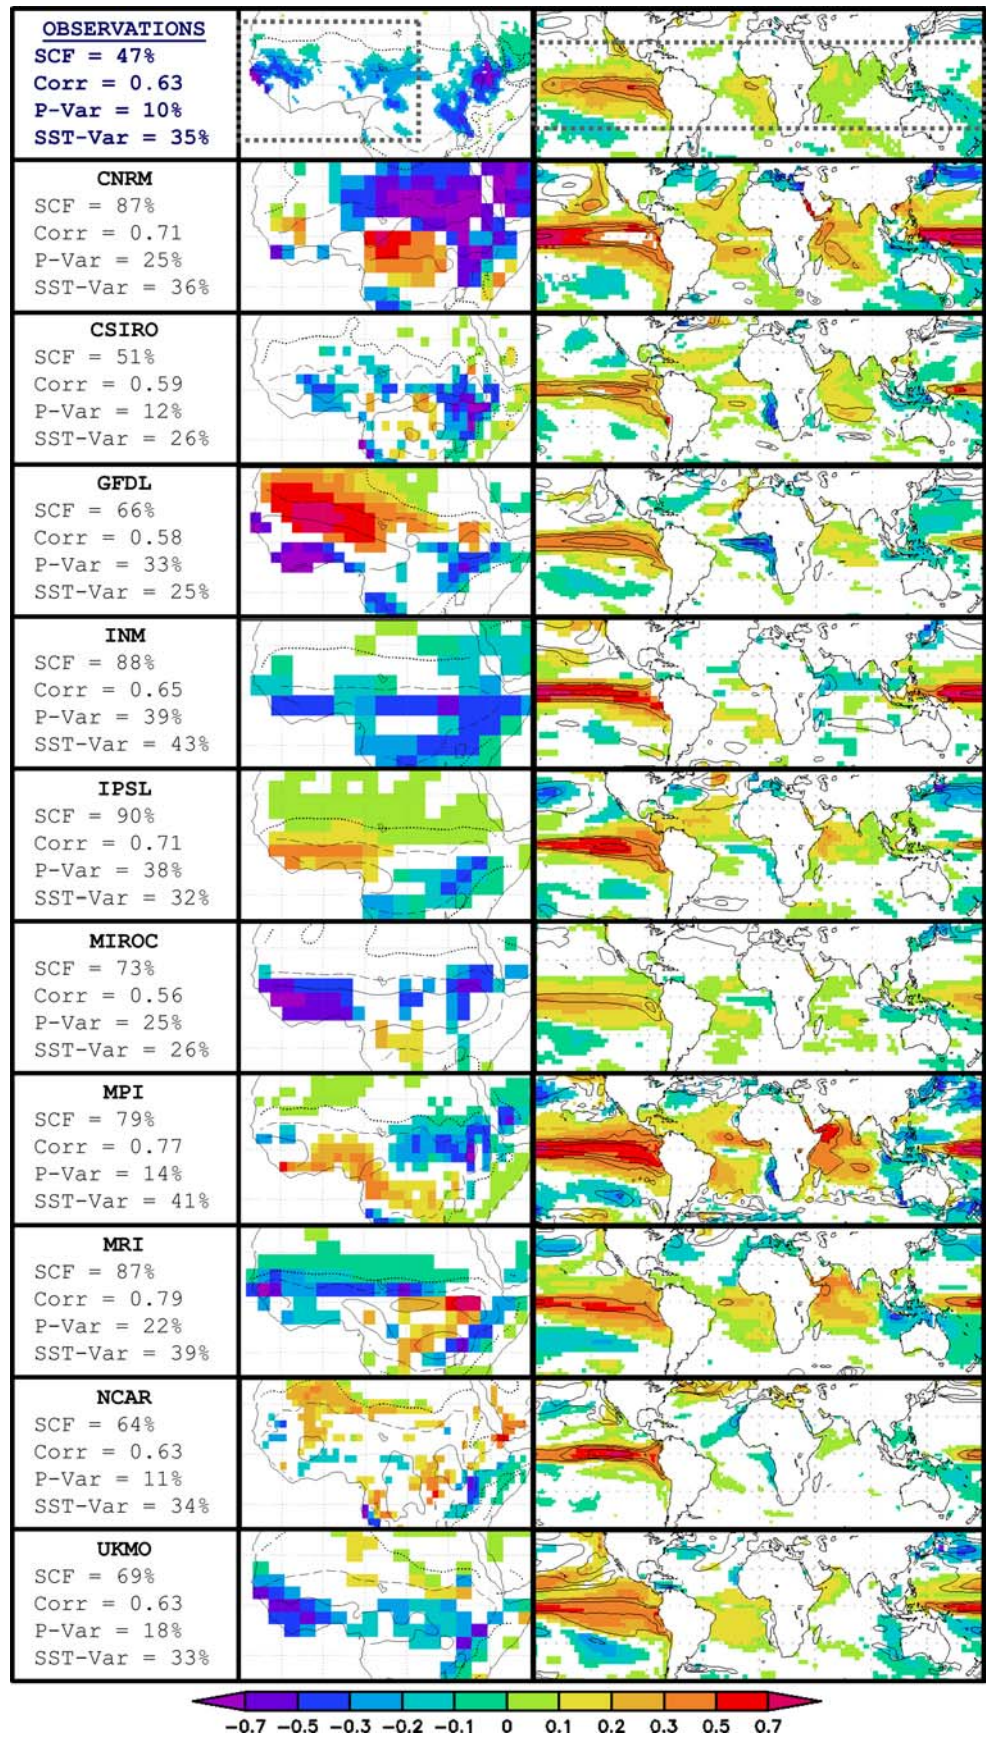 OBSERVATIONS
SCF = 47%
Corr = 0.63
P-Var = 10%
SST-Var = 35%
CNRM
SCF = 87%
Corr = 0.71
P-Var = 25%
SST-Var = 36%
CSIRO
SCF = 51%
Corr = 0.59
P-Var = 12%
SST-Var = 26%
GFDL
SCF = 66%
Corr = 0.58
P-Var = 33%
SST-Var = 25%
INM
SCF = 88%
Corr = 0.65
P-Var = 39%
SST-Var = 43%
IPSL
SCF = 90%
Corr = 0.71
P-Var = 38%
SST-Var = 32%
MIROC
SCF = 73%
Corr = 0.56
P-Var = 25%
SST-Var = 26%
MPI
SCF = 79%
Corr = 0.77
P-Var = 14%
SST-Var = 41%
MRI
SCF = 87%
Corr = 0.79
P-Var = 22%
SST-Var = 39%
NCAR
SCF = 64%
Corr = 0.63
P-Var = 11%
SST-Var = 34%
UKMO
SCF = 69%
Corr = 0.63
P-Var = 18%
SST-Var = 33%
-0.7 -0.5 -0.3 -0.2 -0.1 0 0.1 0.2 0.3 0.5 0.7